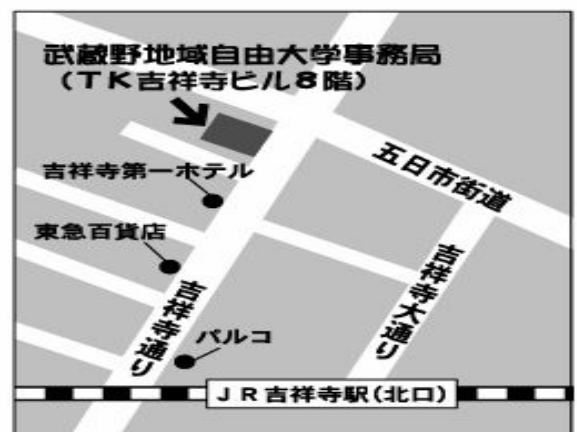 武蔵野地域自由大学事務局
（TK吉祥寺ビル8階）
五日市街道
吉祥寺第一ホテル
東急百貨店
吉祥寺大通り
吉祥寺通り
パルコ
JR吉祥寺駅（北口）